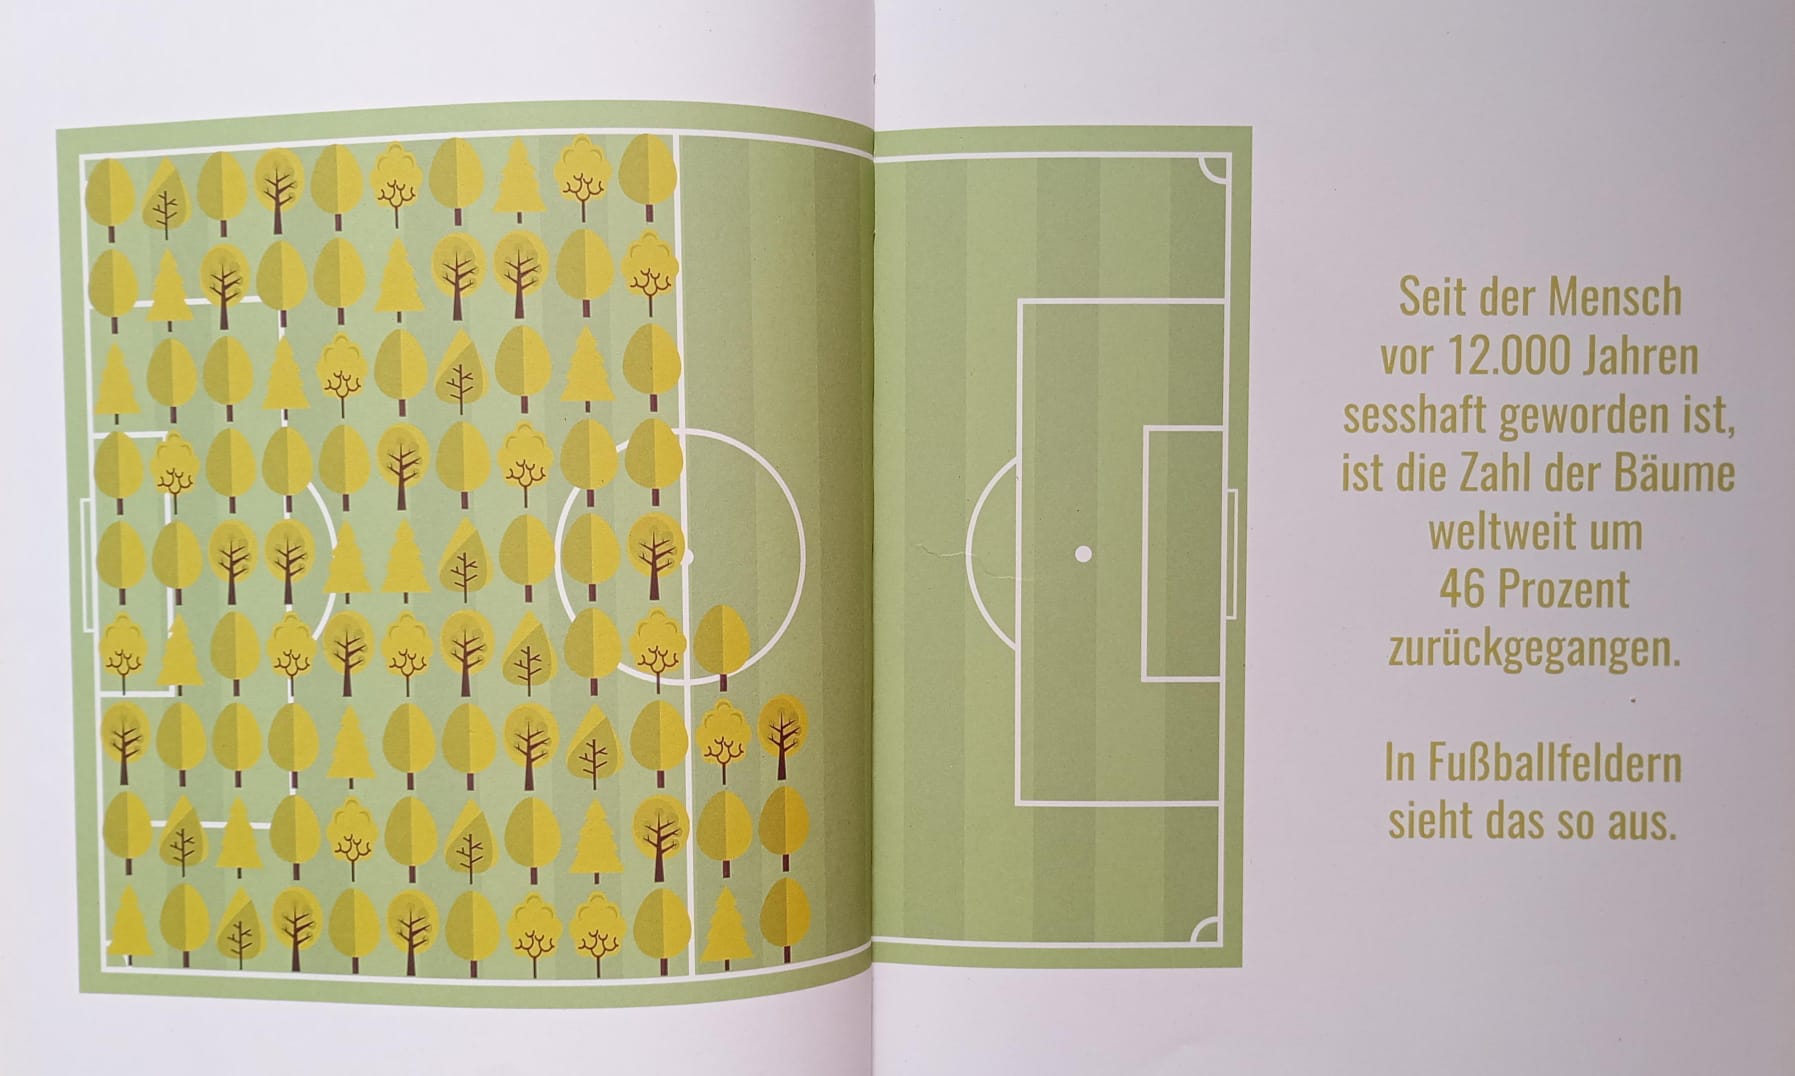 Seit der Mensch
vor 12.000 Jahren
sesshaft geworden ist,
ist die Zahl der Bäume
weltweit um
46 Prozent
zurückgegangen.
In Fußballfeldern
sieht das so aus.